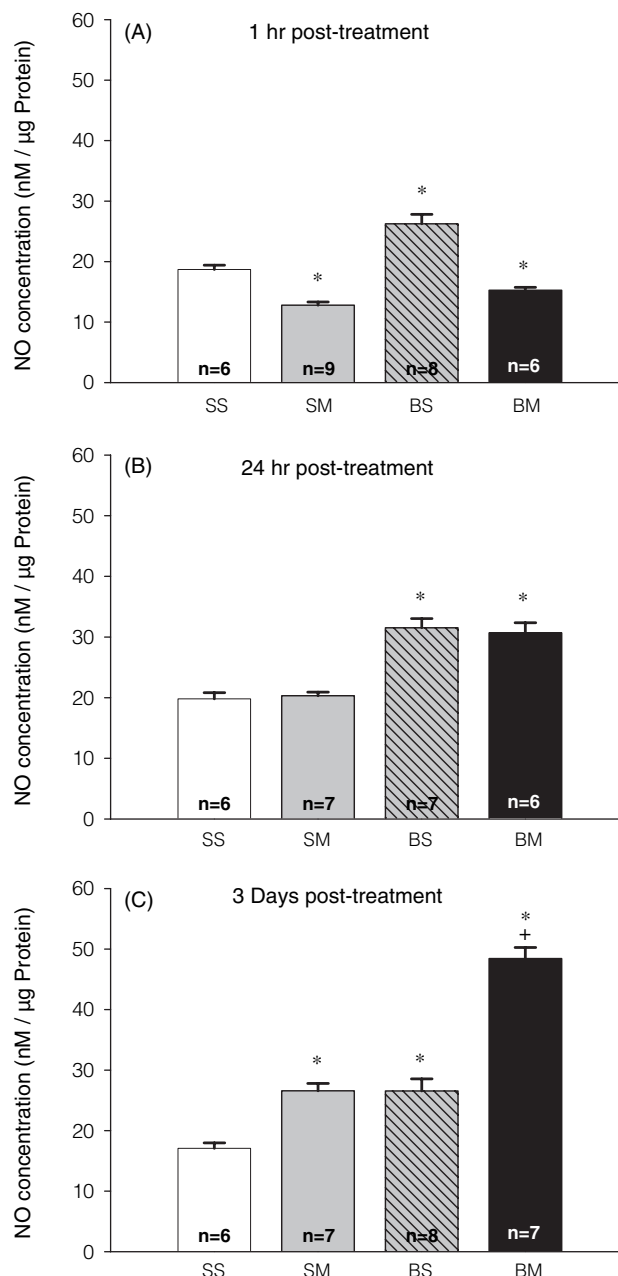 (A)
1 hr post-treatment
NO concentration (nM / µg Protein)
60
50
40
30
20
10
0
*
*
*
n=6 n=9 n=8 n=6
SS SM BS BM
(B)
24 hr post-treatment
NO concentration (nM / µg Protein)
60
50
40
30
20
10
0
* *
n=6 n=7 n=7 n=6
SS SM BS BM
(C)
3 Days post-treatment
NO concentration (nM / µg Protein)
60
50
40
30
20
10
0
*
+
* *
n=6 n=7 n=8 n=7
SS SM BS BM